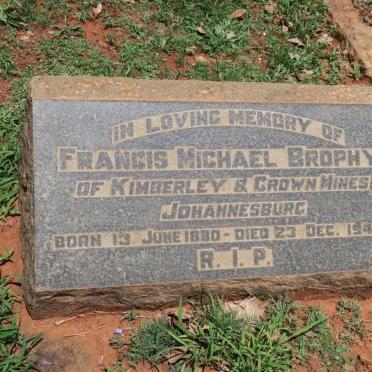 IN LOVING MEMORY OF
FRANCIS MICHAEL BROPHY
OF KIMBERLEY & CROWN MINES
JOHANNESBURG
BORN 13 JUNE 1880 - DIED 23 DEC.
R.I.P.